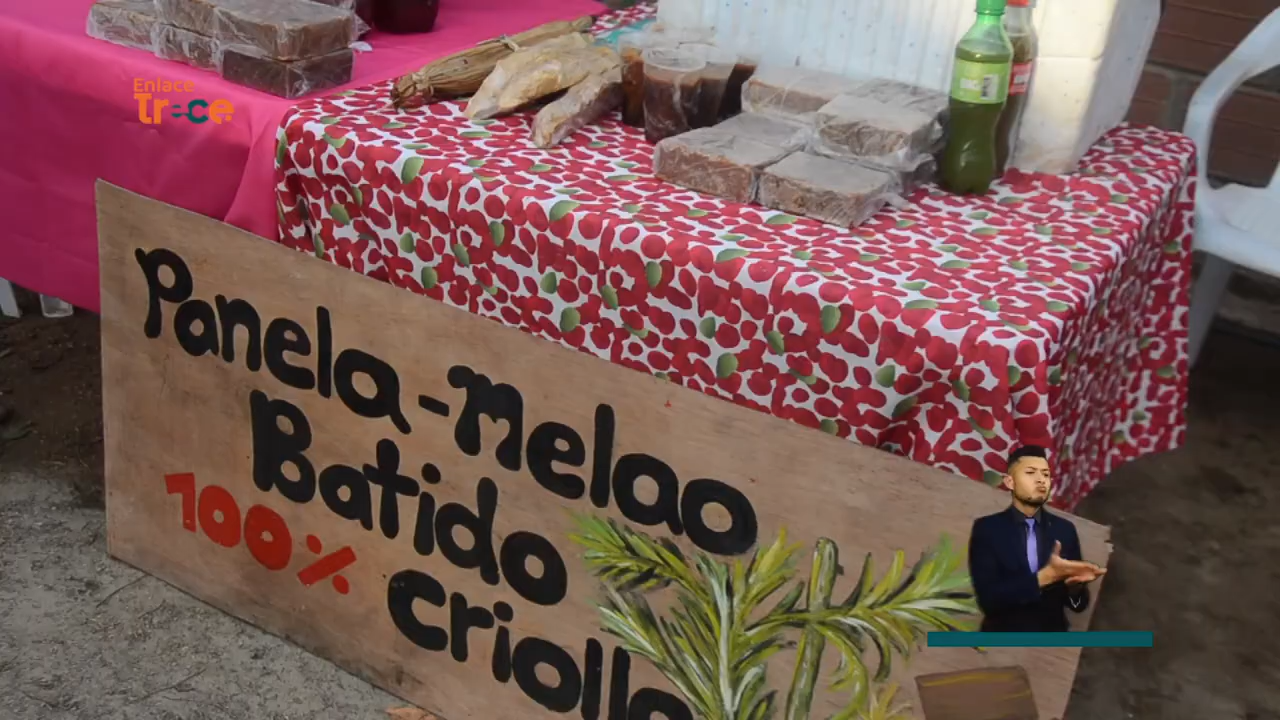 Enlace
trece
Panela-melao
Batido
100% criollo